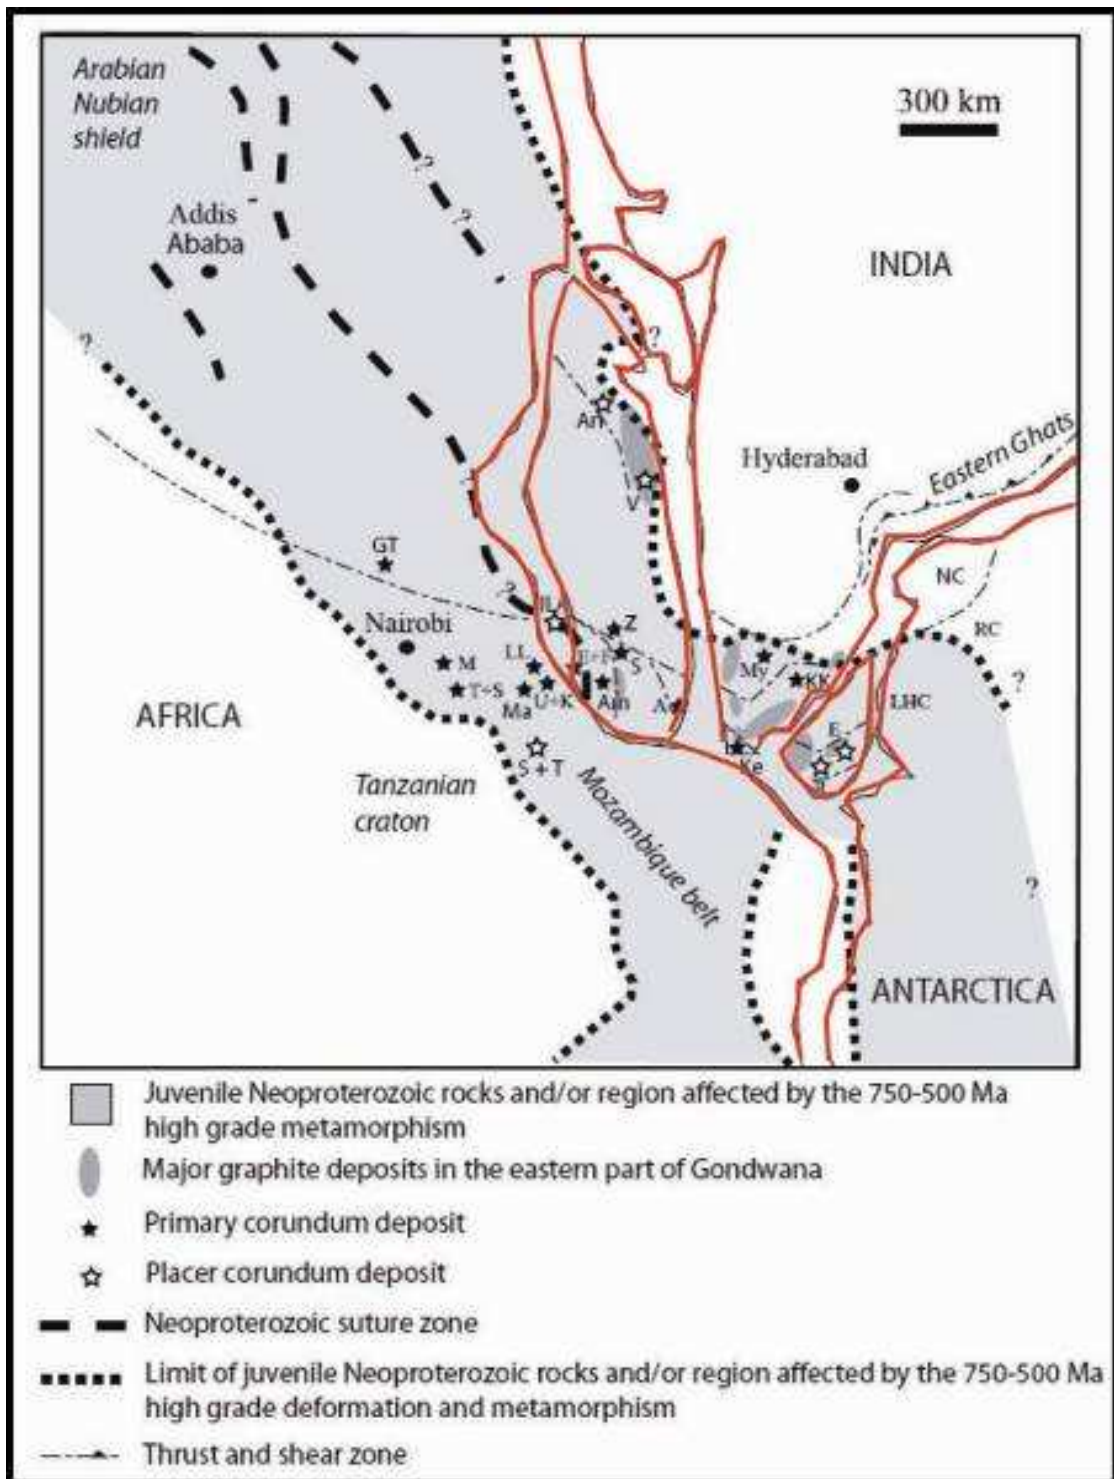 Arabian
Nubian
shield
300 km
Addis
Ababa
INDIA
?
?
?
?
An
Hyderabad
Eastern Ghats
V
GT
NC
?
Nairobi
Z
RC
LL
E+F
S
M
My
KK
?
T+S
Ma
U+K
Am
LHC
AFRICA
E
Ke
S + T
Tanzanian
craton
Mozambique belt
?
ANTARCTICA
Juvenile Neoproterozoic rocks and/or region affected by the 750-500 Ma
high grade metamorphism
Major graphite deposits in the eastern part of Gondwana
Primary corundum deposit
Placer corundum deposit
Neoproterozoic suture zone
Limit of juvenile Neoproterozoic rocks and/or region affected by the 750-500 Ma
high grade deformation and metamorphism
Thrust and shear zone